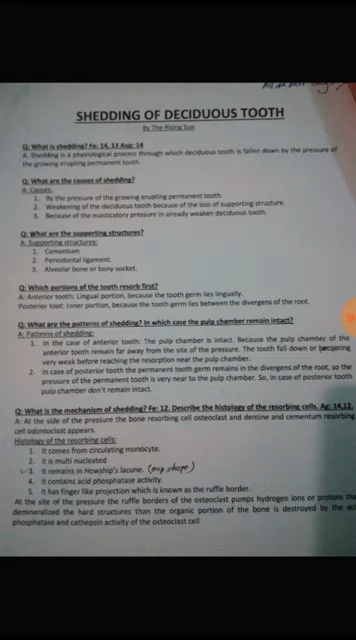 SHEDDING OF DECIDUOUS TOOTH
By The Rising Sun
Q: What is shedding? Fe: 14, 13 Aug: 14
A. Shedding is a physiological process through which deciduous tooth is fallen down by the pressure of
the growing erupting permanent tooth.
Q: What are the causes of shedding?
A: Causes:
1. By the pressure of the growing erupting permanent tooth.
2. Weakening of the deciduous tooth because of the loss of supporting structure.
3. Because of the masticatory pressure in already weaken deciduous tooth.
Q: What are the supporting structures?
A: Supporting structures:
1. Cementum
2. Periodontal ligament.
3. Alveolar bone or bony socket.
Q: Which portions of the tooth resorb first?
A: Anterior tooth: Lingual portion, because the tooth germ lies lingually.
Posterior toot: Inner portion, because the tooth germ lies between the divergens of the root.
Q: What are the patterns of shedding? In which case the pulp chamber remain intact?
A: Patterns of shedding:
1. In the case of anterior tooth: The pulp chamber is intact. Because the pulp chamber of the
anterior tooth remain far away from the site of the pressure. The tooth fall down or becoming
very weak before reaching the resorption near the pulp chamber.
2. In case of posterior tooth the permanent tooth germ remains in the divergens of the root, so the
pressure of the permanent tooth is very near to the pulp chamber. So, in case of posterior tooth
pulp chamber don't remain intact.
Q: What is the mechanism of shedding? Fe: 12. Describe the histology of the resorbing cells. Ag: 14,12,
A: At the side of the pressure the bone resorbing cell osteoclast and dentine and cementum resorbing
cell odontoclast appears.
Histology of the resorbing cells:
1. It comes from circulating monocyte.
2. It is multi nucleated
3. It remains in Howship's lacune. (cup shape)
4. It contains acid phosphatase activity.
5. It has finger like projection which is known as the ruffle border.
At the site of the pressure the ruffle borders of the osteoclast pumps hydrogen ions or protons tha
demineralized the hard structures than the organic portion of the bone is destroyed by the aci
phosphatase and cathepsin activity of the osteoclast cell